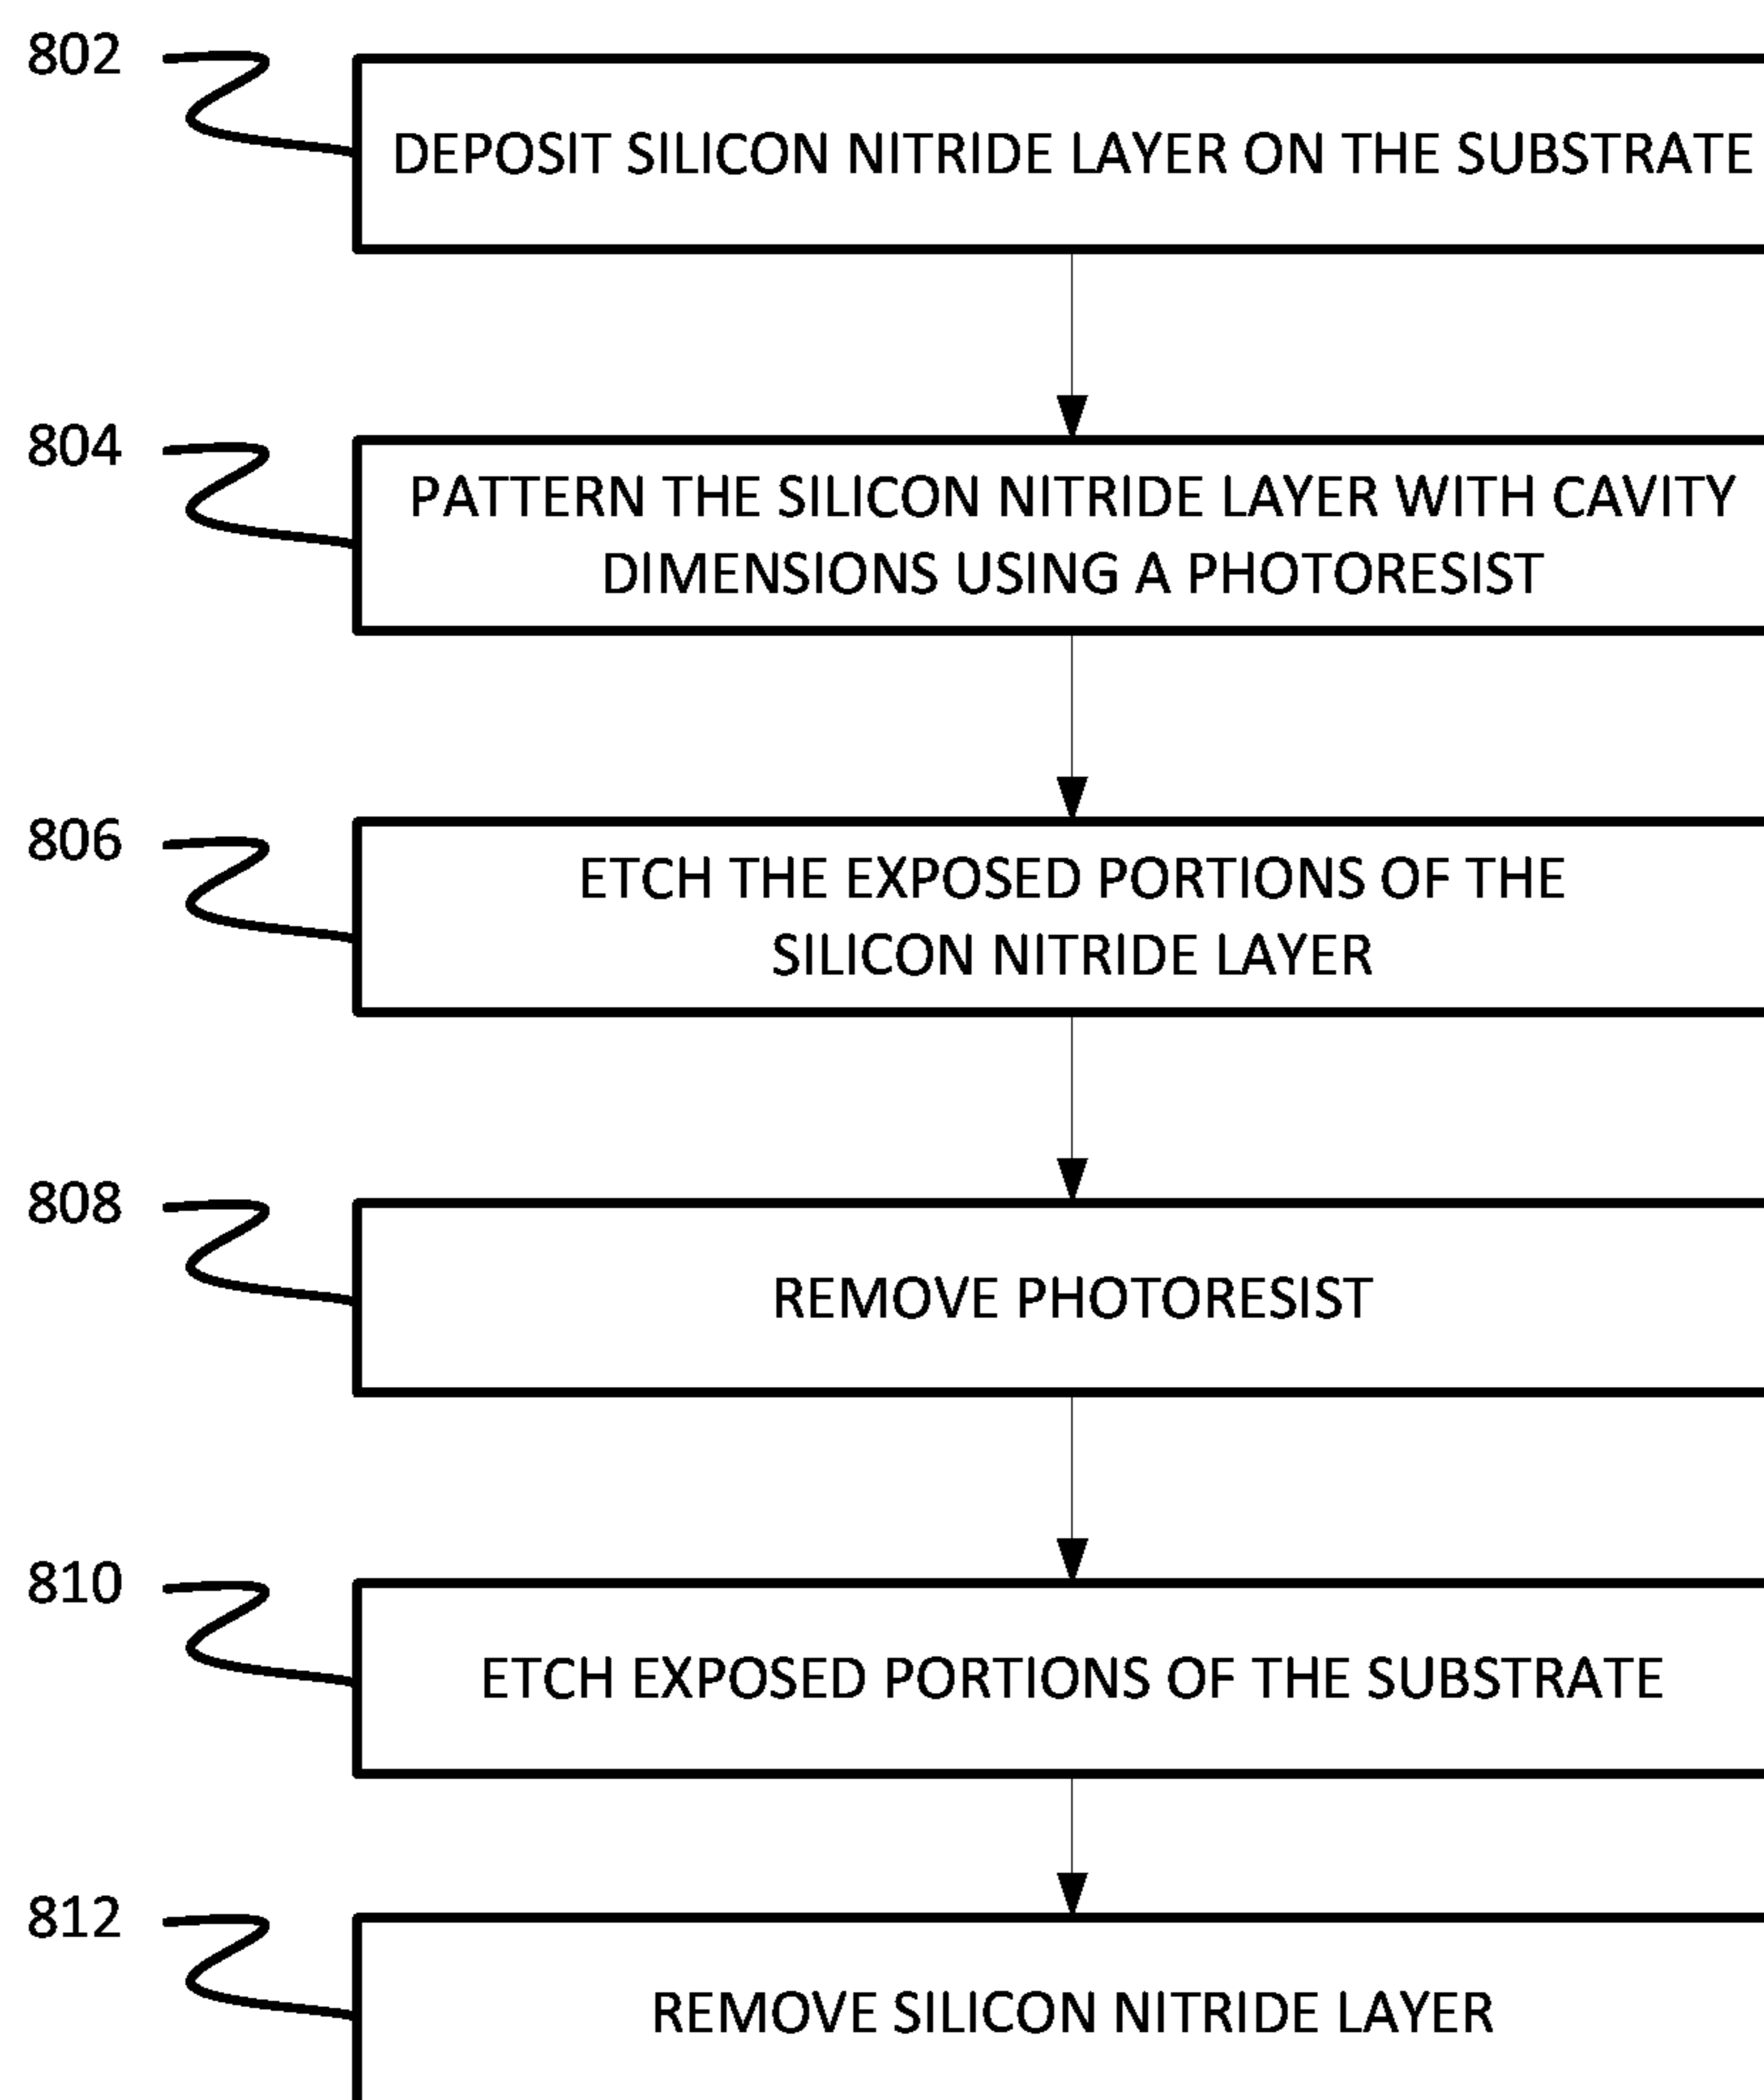 802
DEPOSIT SILICON NITRIDE LAYER ON THE SUBSTRATE
804
PATTERN THE SILICON NITRIDE LAYER WITH CAVITY
DIMENSIONS USING A PHOTORESIST
806
ETCH THE EXPOSED PORTIONS OF THE
SILICON NITRIDE LAYER
808
REMOVE PHOTORESIST
810
ETCH EXPOSED PORTIONS OF THE SUBSTRATE
812
REMOVE SILICON NITRIDE LAYER